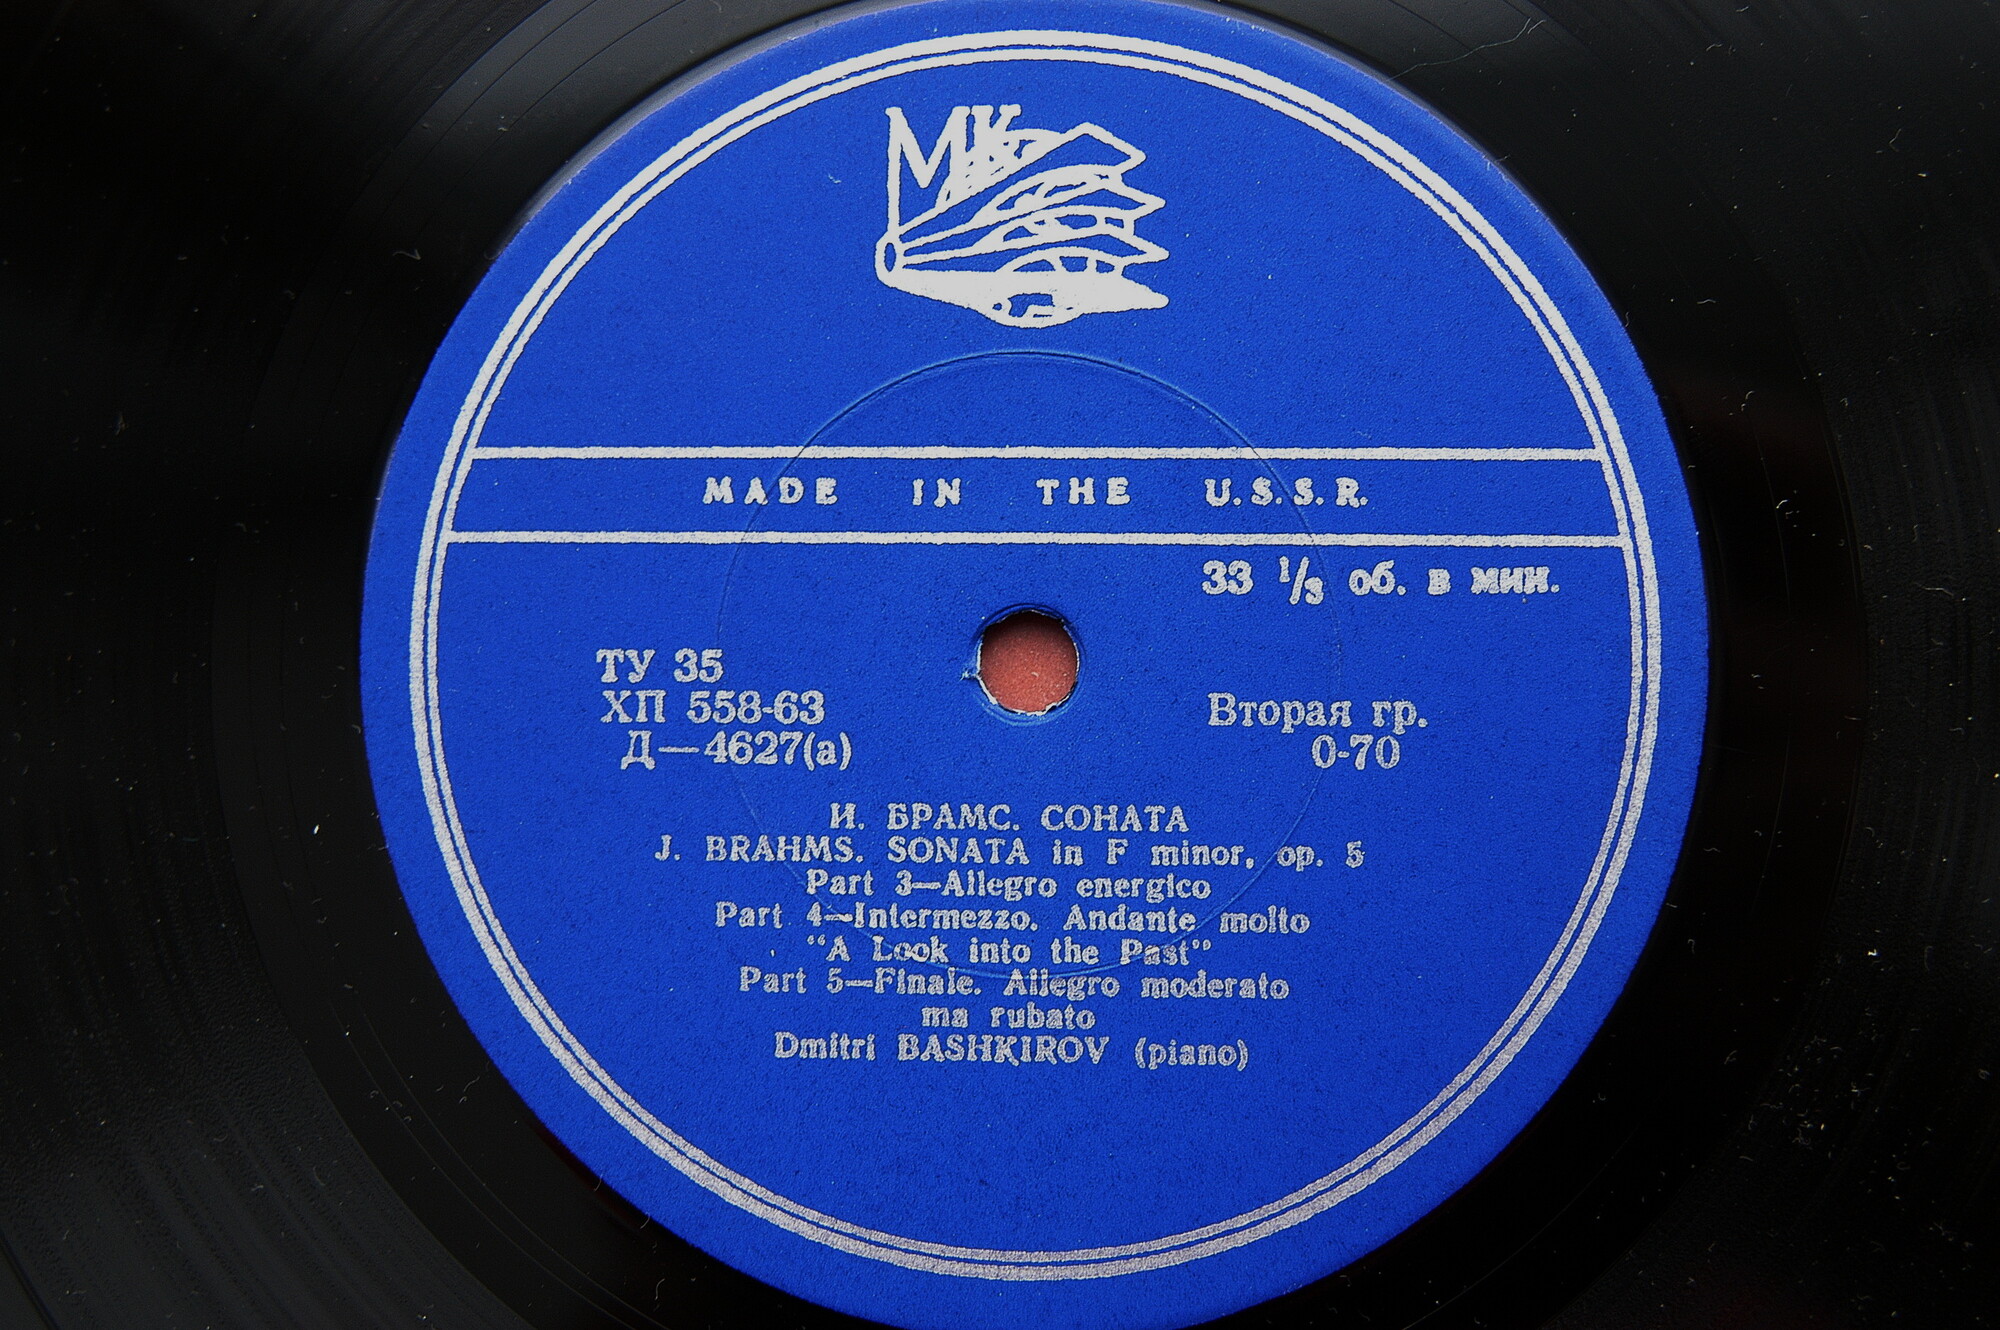 МК
MADE IN THE U.S.S.R.
33 1/3 об. в мин.
ТУ 35
ХП 558-63
Д—4627(а)
Вторая гр.
0-70
И. БРАМС. СОНАТА
J. BRAHMS. SONATA in F minor, op. 5
Part 3—Allegro energico
Part 4—Intermezzo. Andante molto
“A Look into the Past”
Part 5—Finale. Allegro moderato
ma rubato
Dmitri BASHKIROV (piano)